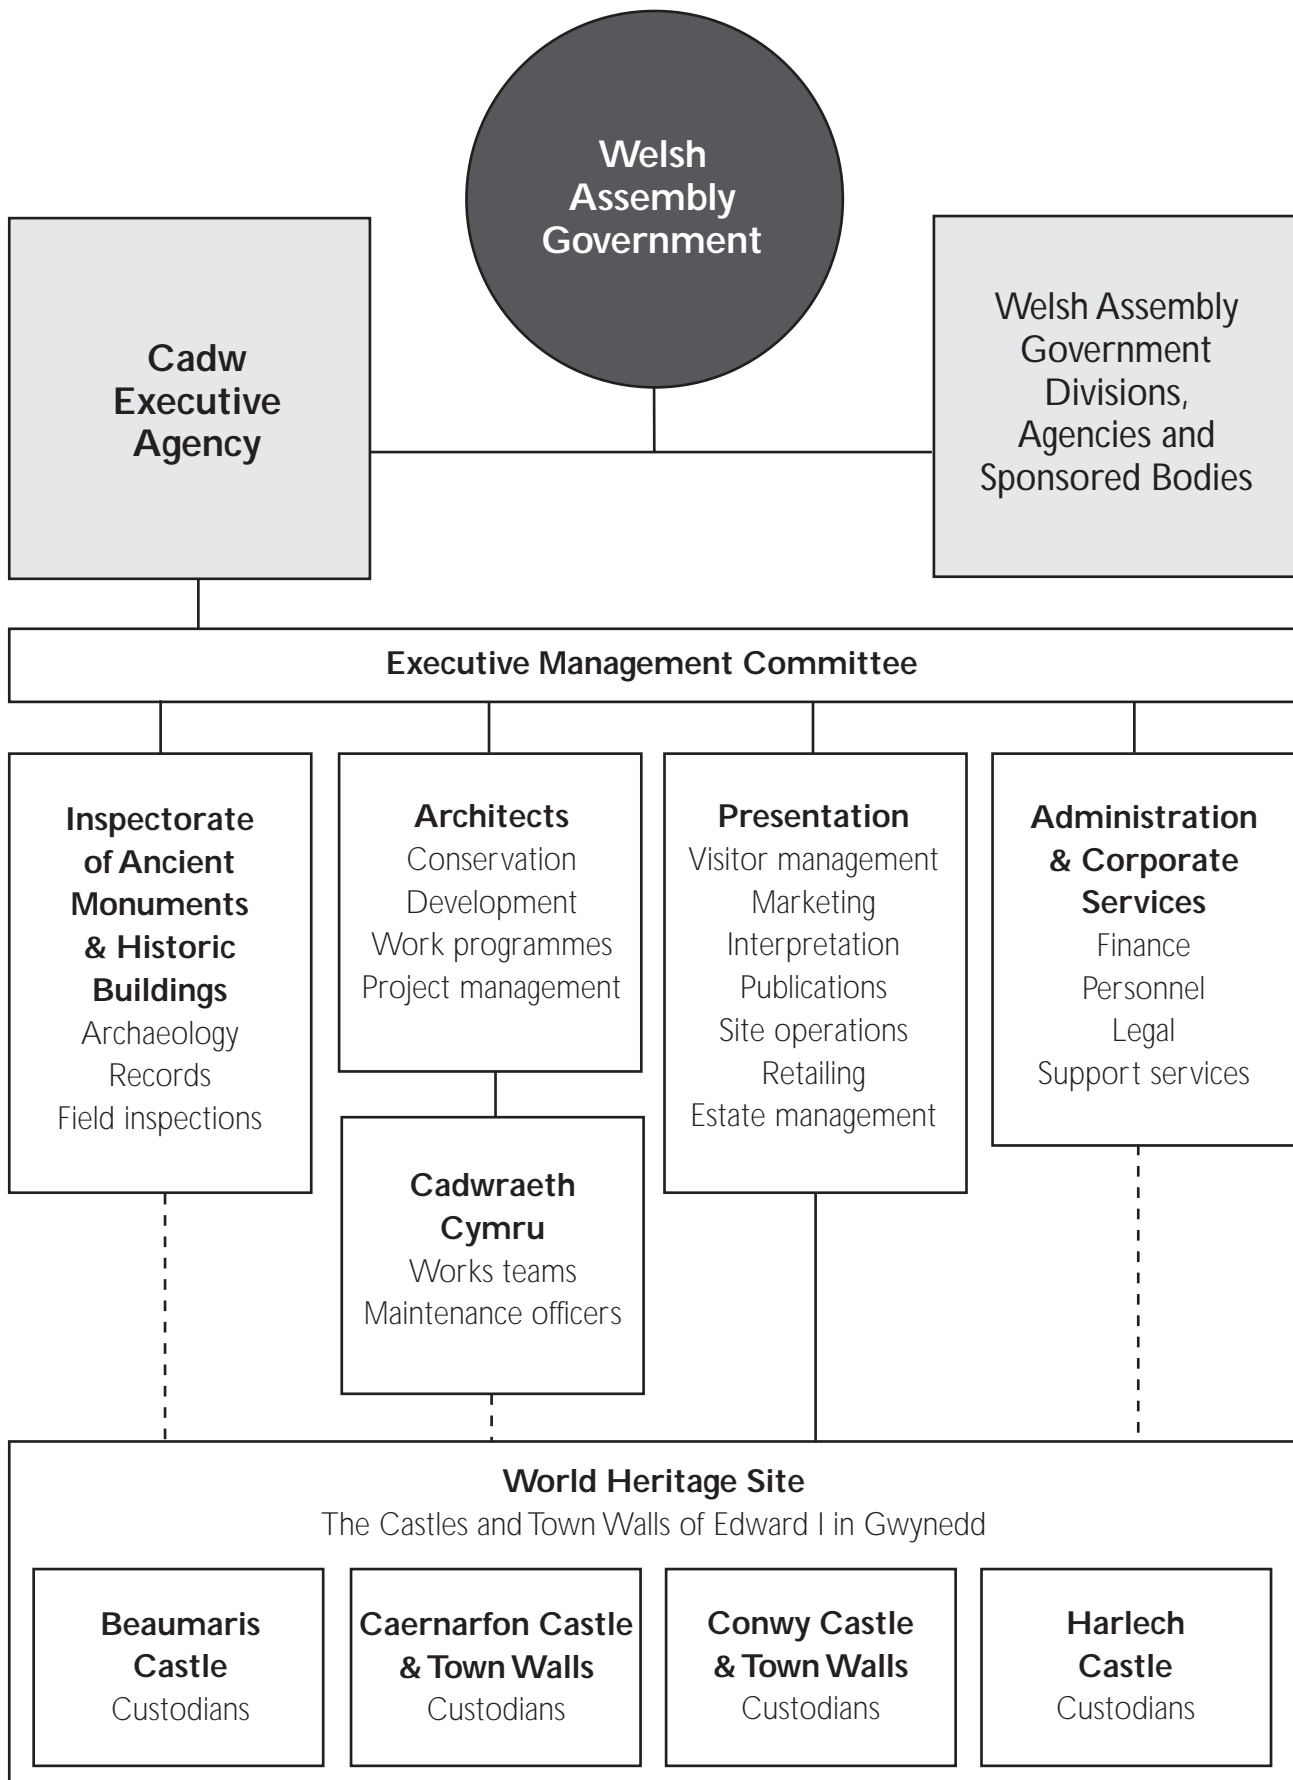 Welsh
Assembly
Government
Cadw
Executive
Agency
Welsh Assembly
Government
Divisions,
Agencies and
Sponsored Bodies
Executive Management Committee
Inspectorate
of Ancient
Monuments
& Historic
Buildings
Archaeology
Records
Field inspections
Architects
Conservation
Development
Work programmes
Project management
Cadwraeth
Cymru
Works teams
Maintenance officers
Presentation
Visitor management
Marketing
Interpretation
Publications
Site operations
Retailing
Estate management
Administration
& Corporate
Services
Finance
Personnel
Legal
Support services
World Heritage Site
The Castles and Town Walls of Edward I in Gwynedd
Beaumaris
Castle
Custodians
Caernarfon Castle
& Town Walls
Custodians
Conwy Castle
& Town Walls
Custodians
Harlech
Castle
Custodians